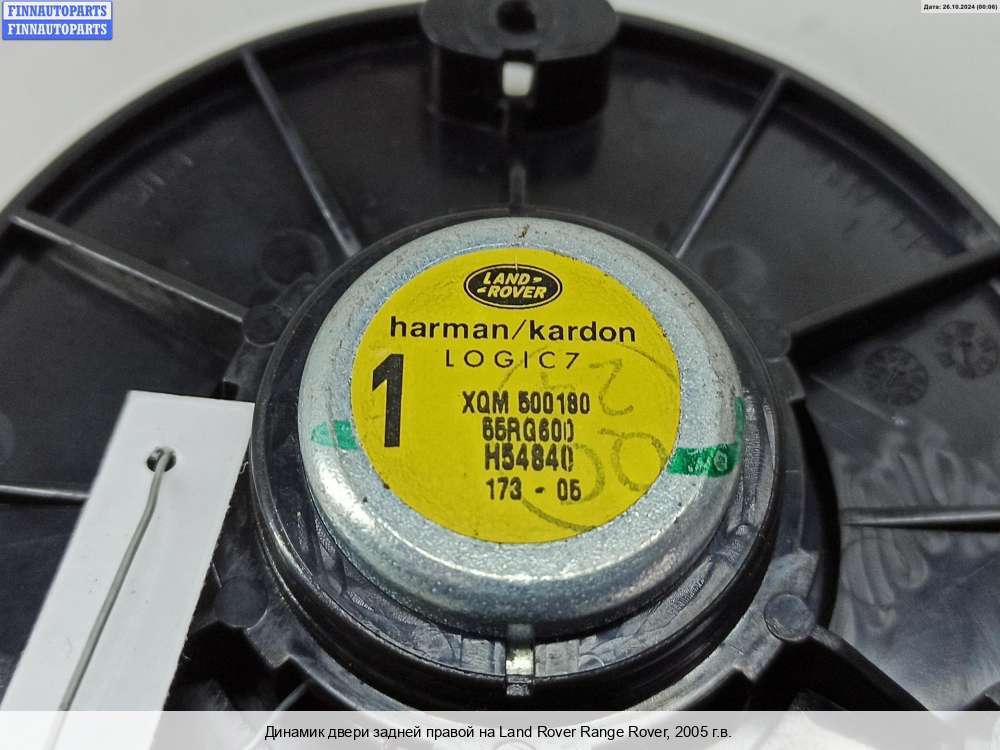 FINNAUTOPARTS
FINNAUTOPARTS
Дата: 26.10.2024 (00:06)
LAND-
-ROVER
harman/kardon
LOGIC7
1
XQM 500180
65RG600
H54840
173 - 05
Динамик двери задней правой на Land Rover Range Rover, 2005 г.в.